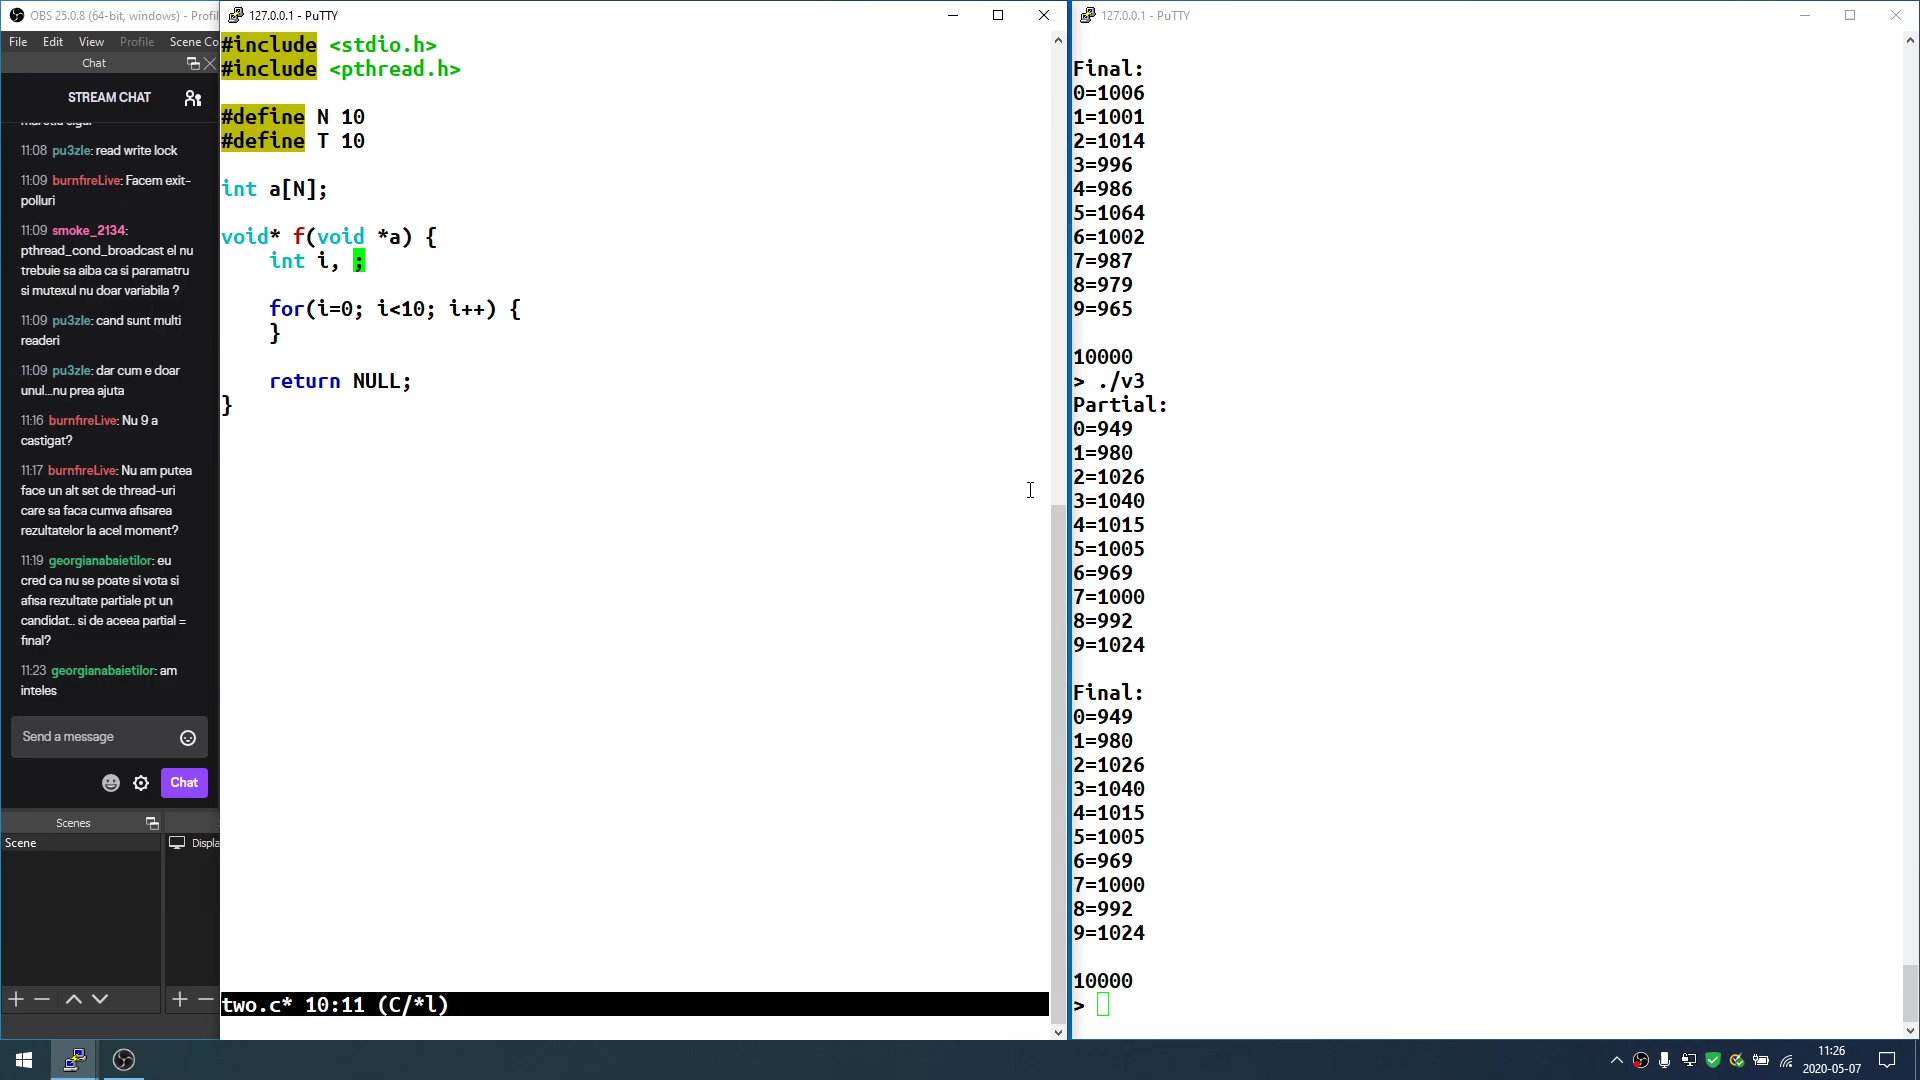 OBS 25.0.8 (64-bit, windows) - Profil
File Edit View Profile Scene Co
Chat
STREAM CHAT
11:08 pu3zle: read write lock
11:09 burnfireLive: Facem exit-
polluri
11:09 smoke_2134:
pthread_cond_broadcast el nu
trebuie sa aiba ca si paramatru
si mutexul nu doar variabila ?
11:09 pu3zle: cand sunt multi
readeri
11:09 pu3zle: dar cum e doar
unul...nu prea ajuta
11:16 burnfireLive: Nu 9 a
castigat?
11:17 burnfireLive: Nu am putea
face un alt set de thread-uri
care sa faca cumva afisarea
rezultatelor la acel moment?
11:19 georgianabaietilor: eu
cred ca nu se poate si vota si
afisa rezultate partiale pt un
candidat.. si de aceea partial =
final?
11:23 georgianabaietilor: am
inteles
Send a message
Chat
Scenes
Scene
Displa
127.0.0.1 - PuTTY
#include <stdio.h>
#include <pthread.h>
#define N 10
#define T 10
int a[N];
void* f(void *a) {
int i, ;
for(i=0; i<10; i++) {
}
return NULL;
}
two.c* 10:11 (C/*l)
127.0.0.1 - PuTTY
Final:
0=1006
1=1001
2=1014
3=996
4=986
5=1064
6=1002
7=987
8=979
9=965
10000
> ./v3
Partial:
0=949
1=980
2=1026
3=1040
4=1015
5=1005
6=969
7=1000
8=992
9=1024
Final:
0=949
1=980
2=1026
3=1040
4=1015
5=1005
6=969
7=1000
8=992
9=1024
10000
>
11:26
2020-05-07